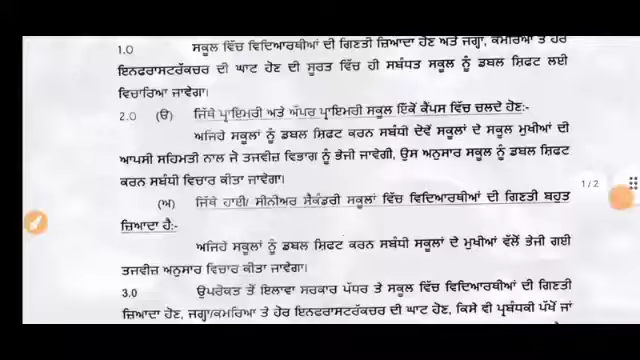 1.0 ਸਕੂਲ ਵਿੱਚ ਵਿਦਿਆਰਥੀਆਂ ਦੀ ਗਿਣਤੀ ਜ਼ਿਆਦਾ ਹੋਣ ਅਤੇ ਜਗ੍ਹਾ, ਕਮਰਿਆਂ ਤੇ ਹੋਰ
ਇਨਫਰਾਸਟਰੱਕਚਰ ਦੀ ਘਾਟ ਹੋਣ ਦੀ ਸੂਰਤ ਵਿੱਚ ਹੀ ਸਬੰਧਤ ਸਕੂਲ ਨੂੰ ਡਬਲ ਸ਼ਿਫਟ ਲਈ
ਵਿਚਾਰਿਆ ਜਾਵੇਗਾ।
2.0 (ੳ) ਜਿੱਥੇ ਪ੍ਰਾਇਮਰੀ ਅਤੇ ਅੱਪਰ ਪ੍ਰਾਇਮਰੀ ਸਕੂਲ ਇੱਕੋ ਕੈਂਪਸ ਵਿੱਚ ਚਲਦੇ ਹੋਣ:-
ਅਜਿਹੇ ਸਕੂਲਾਂ ਨੂੰ ਡਬਲ ਸ਼ਿਫਟ ਕਰਨ ਸਬੰਧੀ ਦੋਵੇਂ ਸਕੂਲਾਂ ਦੇ ਸਕੂਲ ਮੁਖੀਆਂ ਦੀ
ਆਪਸੀ ਸਹਿਮਤੀ ਨਾਲ ਜੋ ਤਜਵੀਜ਼ ਵਿਭਾਗ ਨੂੰ ਭੇਜੀ ਜਾਵੇਗੀ, ਉਸ ਅਨੁਸਾਰ ਸਕੂਲ ਨੂੰ ਡਬਲ ਸ਼ਿਫਟ
ਕਰਨ ਸਬੰਧੀ ਵਿਚਾਰ ਕੀਤਾ ਜਾਵੇਗਾ।
1 / 2
(ਅ) ਜਿੱਥੇ ਹਾਈ/ ਸੀਨੀਅਰ ਸੈਕੰਡਰੀ ਸਕੂਲਾਂ ਵਿੱਚ ਵਿਦਿਆਰਥੀਆਂ ਦੀ ਗਿਣਤੀ ਬਹੁਤ
ਜ਼ਿਆਦਾ ਹੈ:-
ਅਜਿਹੇ ਸਕੂਲਾਂ ਨੂੰ ਡਬਲ ਸ਼ਿਫਟ ਕਰਨ ਸਬੰਧੀ ਸਕੂਲਾਂ ਦੇ ਮੁਖੀਆਂ ਵੱਲੋਂ ਭੇਜੀ ਗਈ
ਤਜਵੀਜ਼ ਅਨੁਸਾਰ ਵਿਚਾਰ ਕੀਤਾ ਜਾਵੇਗਾ।
3.0 ਉਪਰੋਕਤ ਤੋਂ ਇਲਾਵਾ ਸਰਕਾਰ ਪੱਧਰ ਤੇ ਸਕੂਲ ਵਿੱਚ ਵਿਦਿਆਰਥੀਆਂ ਦੀ ਗਿਣਤੀ
ਜ਼ਿਆਦਾ ਹੋਣ, ਜਗ੍ਹਾ/ਕਮਰਿਆਂ ਤੇ ਹੋਰ ਇਨਫਰਾਸਟਰੱਕਚਰ ਦੀ ਘਾਟ ਹੋਣ, ਕਿਸੇ ਵੀ ਪ੍ਰਬੰਧਕੀ ਪੱਖੋਂ ਜਾਂ